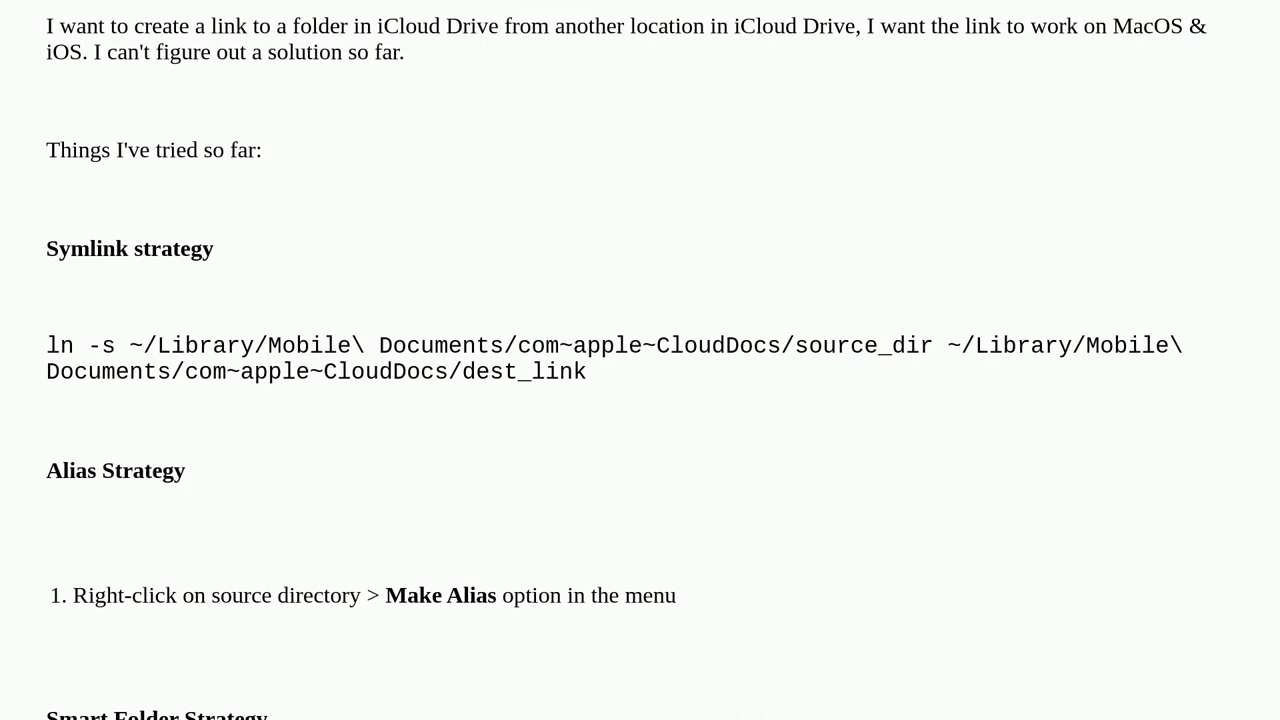 I want to create a link to a folder in iCloud Drive from another location in iCloud Drive, I want the link to work on MacOS &
iOS. I can't figure out a solution so far.
Things I've tried so far:
Symlink strategy
ln -s ~/Library/Mobile\ Documents/com~apple~CloudDocs/source_dir ~/Library/Mobile\
Documents/com~apple~CloudDocs/dest_link
Alias Strategy
1. Right-click on source directory > Make Alias option in the menu
Smart Folder Strategy